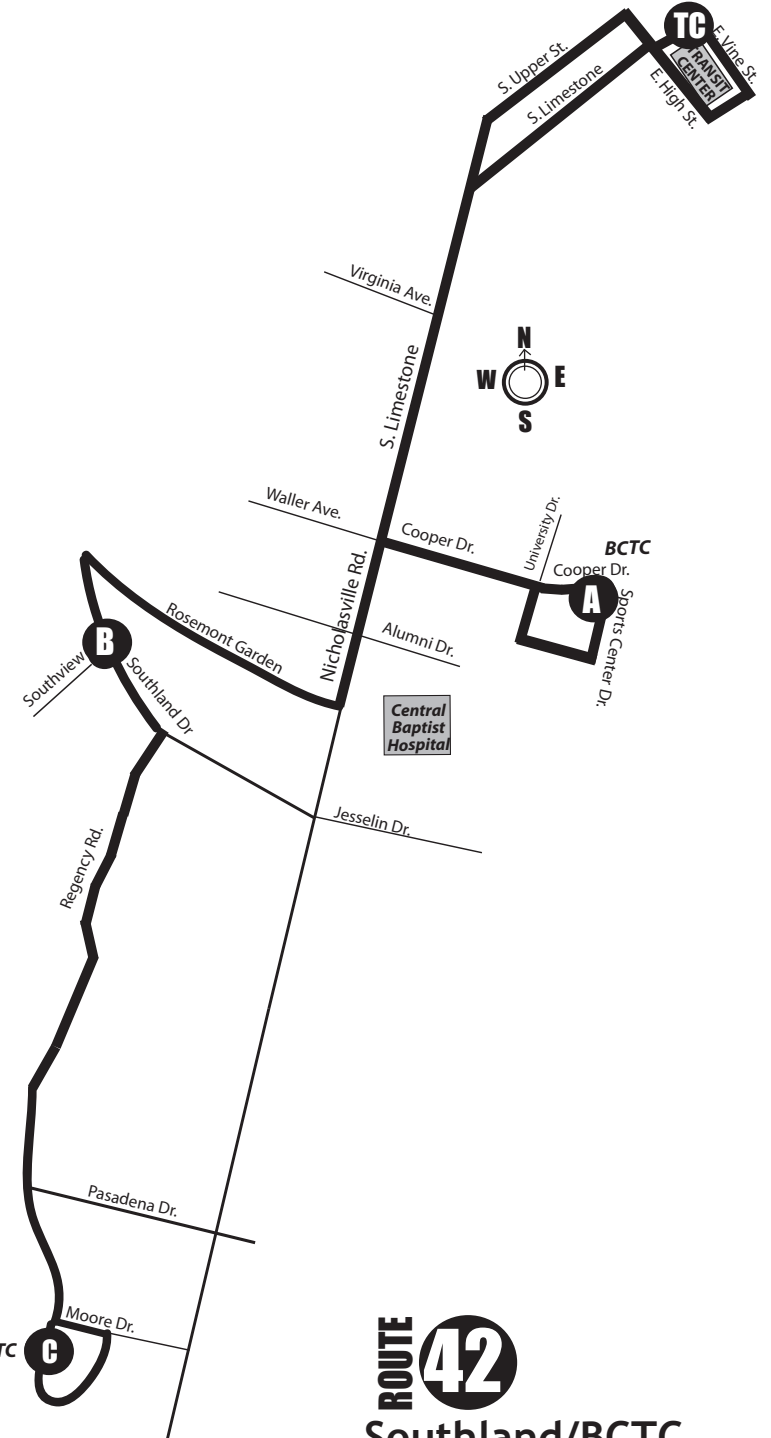 TC
E. Vine St.
TRANSIT
CENTER
S. Upper St.
S. Limestone
E. High St.
Virginia Ave.
N
W
E
S
S. Limestone
Waller Ave.
Cooper Dr.
University Dr.
BCTC
Cooper Dr.
A
Sports Center Dr.
Nicholasville Rd.
Rosemont Garden
Alumni Dr.
B
Southview
Southland Dr
Central
Baptist
Hospital
Jesselin Dr.
Regency Rd.
Pasadena Dr.
Moore Dr.
TC
C
ROUTE
42
Southland/BCTC